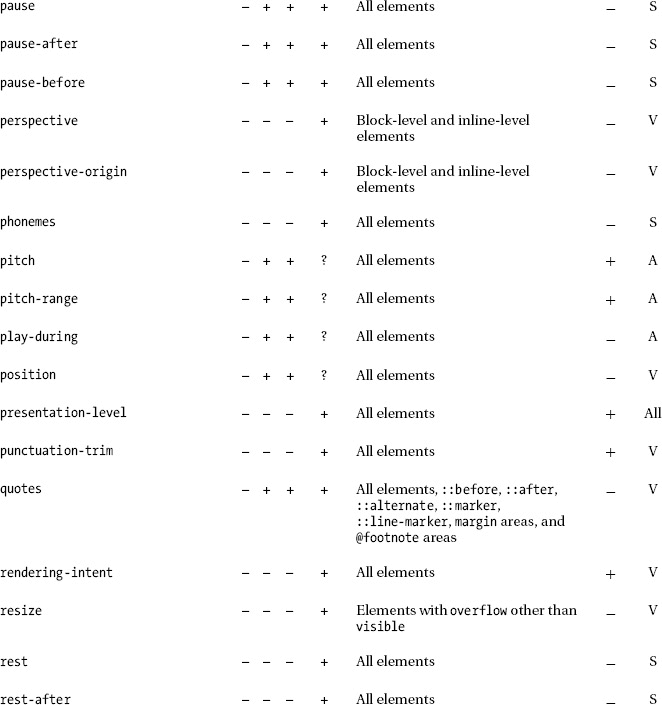 pause – + + + All elements – S
pause-after – + + + All elements – S
pause-before – + + + All elements – S
perspective – – – + Block-level and inline-level – V
elements
perspective-origin – – – + Block-level and inline-level – V
elements
phonemes – – – + All elements – S
pitch – + + ? All elements + A
pitch-range – + + ? All elements + A
play-during – + + ? All elements – A
position – + + ? All elements – V
presentation-level – – – + All elements + All
punctuation-trim – – – + All elements + V
quotes – + + + All elements, ::before, ::after, – V
::alternate, ::marker,
::line-marker, margin areas, and
@footnote areas
rendering-intent – – – + All elements + V
resize – – – + Elements with overflow other than – V
visible
rest – – – + All elements – S
rest-after – – – + All elements – S